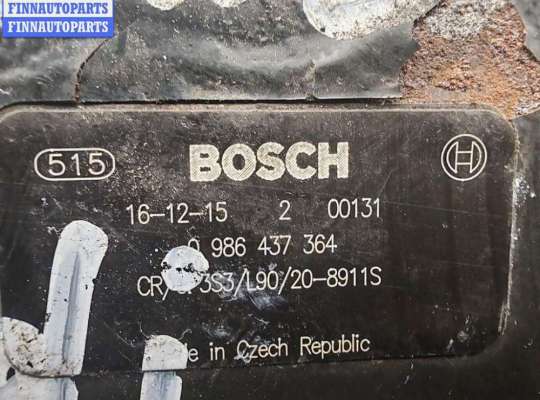 FINNAUTOPARTS
FINNAUTOPARTS
515 BOSCH
16-12-15 2 00131
0 986 437 364
3S3/L90/20-8911S
in Czech Republic